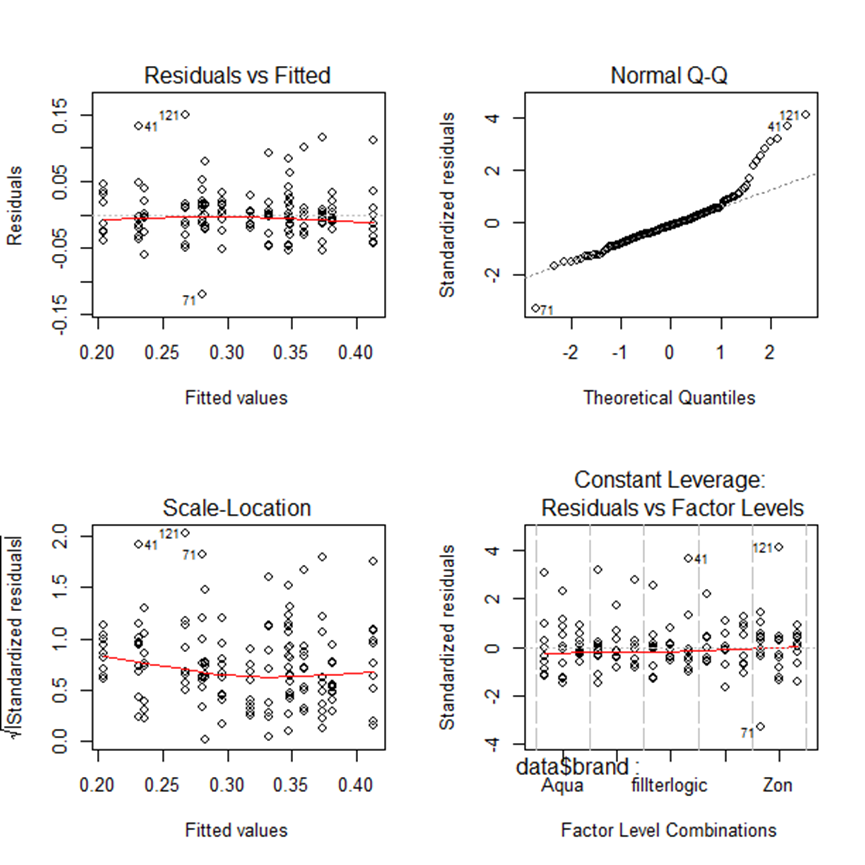 Residuals vs Fitted
Residuals
0.15
0.05
-0.05
-0.15
41
121
71
0.20 0.25 0.30 0.35 0.40
Fitted values
Normal Q-Q
Standardized residuals
4
2
0
-2
121
41
71
-2 -1 0 1 2
Theoretical Quantiles
Scale-Location
√|Standardized residuals|
2.0
1.5
1.0
0.5
0.0
121
41
71
0.20 0.25 0.30 0.35 0.40
Fitted values
Constant Leverage:
Residuals vs Factor Levels
Standardized residuals
4
2
0
-2
-4
121
41
71
data$brand :
Aqua fillterlogic Zon
Factor Level Combinations